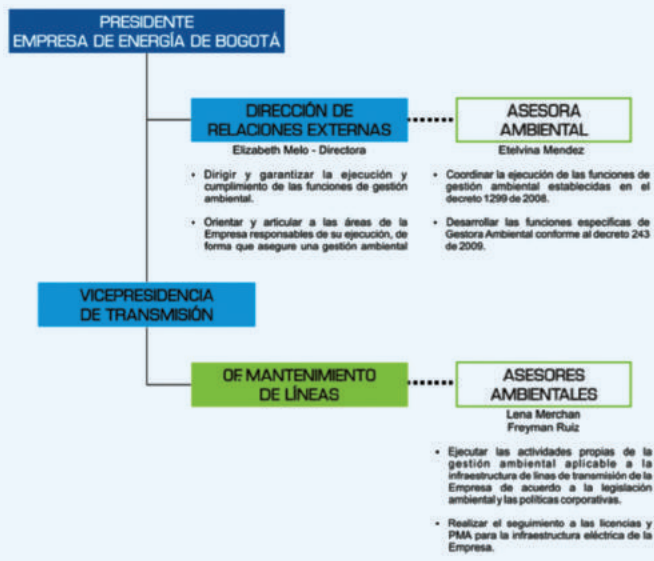 PRESIDENTE
EMPRESA DE ENERGÍA DE BOGOTÁ
DIRECCIÓN DE
RELACIONES EXTERNAS
Elizabeth Melo - Directora
• Dirigir y garantizar la ejecución y
cumplimiento de las funciones de gestión
ambiental.
• Orientar y articular a las áreas de la
Empresa responsables de su ejecución, de
forma que asegure una gestión ambiental
ASESORA
AMBIENTAL
Etelvina Mendez
• Coordinar la ejecución de las funciones de
gestión ambiental establecidas en el
decreto 1299 de 2008.
• Desarrollar las funciones especificas de
Gestora Ambiental conforme al decreto 243
de 2009.
VICEPRESIDENCIA
DE TRANSMISIÓN
OF MANTENIMIENTO
DE LÍNEAS
ASESORES
AMBIENTALES
Lena Merchan
Freyman Ruiz
• Ejecutar las actividades propias de la
gestión ambiental aplicable a la
infraestructura de linas de transmisión de la
Empresa de acuerdo a la legislación
ambiental y las políticas corporativas.
• Realizar el seguimiento a las licencias y
PMA para la infraestructura eléctrica de la
Empresa.